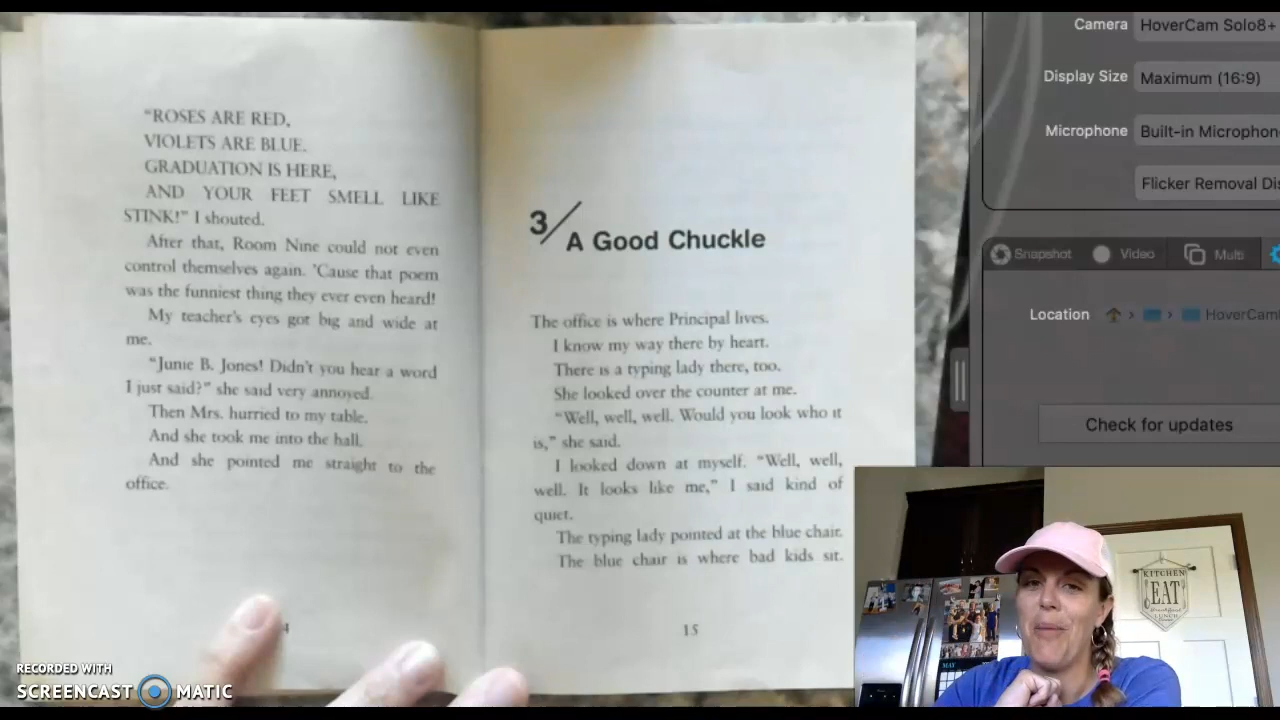 “ROSES ARE RED,
VIOLETS ARE BLUE.
GRADUATION IS HERE,
AND YOUR FEET SMELL LIKE
STINK!” I shouted.
After that, Room Nine could not even
control themselves again. ’Cause that poem
was the funniest thing they ever even heard!
My teacher’s eyes got big and wide at
me.
“Junie B. Jones! Didn’t you hear a word
I just said?” she said very annoyed.
Then Mrs. hurried to my table.
And she took me into the hall.
And she pointed me straight to the
office.
4
3/
A Good Chuckle
The office is where Principal lives.
I know my way there by heart.
There is a typing lady there, too.
She looked over the counter at me.
“Well, well, well. Would you look who it
is,” she said.
I looked down at myself. “Well, well,
well. It looks like me,” I said kind of
quiet.
The typing lady pointed at the blue chair.
The blue chair is where bad kids sit.
15
Camera HoverCam Solo8+
Display Size Maximum (16:9)
Microphone Built-in Microphon
Flicker Removal Dis
Snapshot Video Multi
Location > > HoverCam
Check for updates
KITCHEN
EAT
MAY
RECORDED WITH
SCREENCAST MATIC